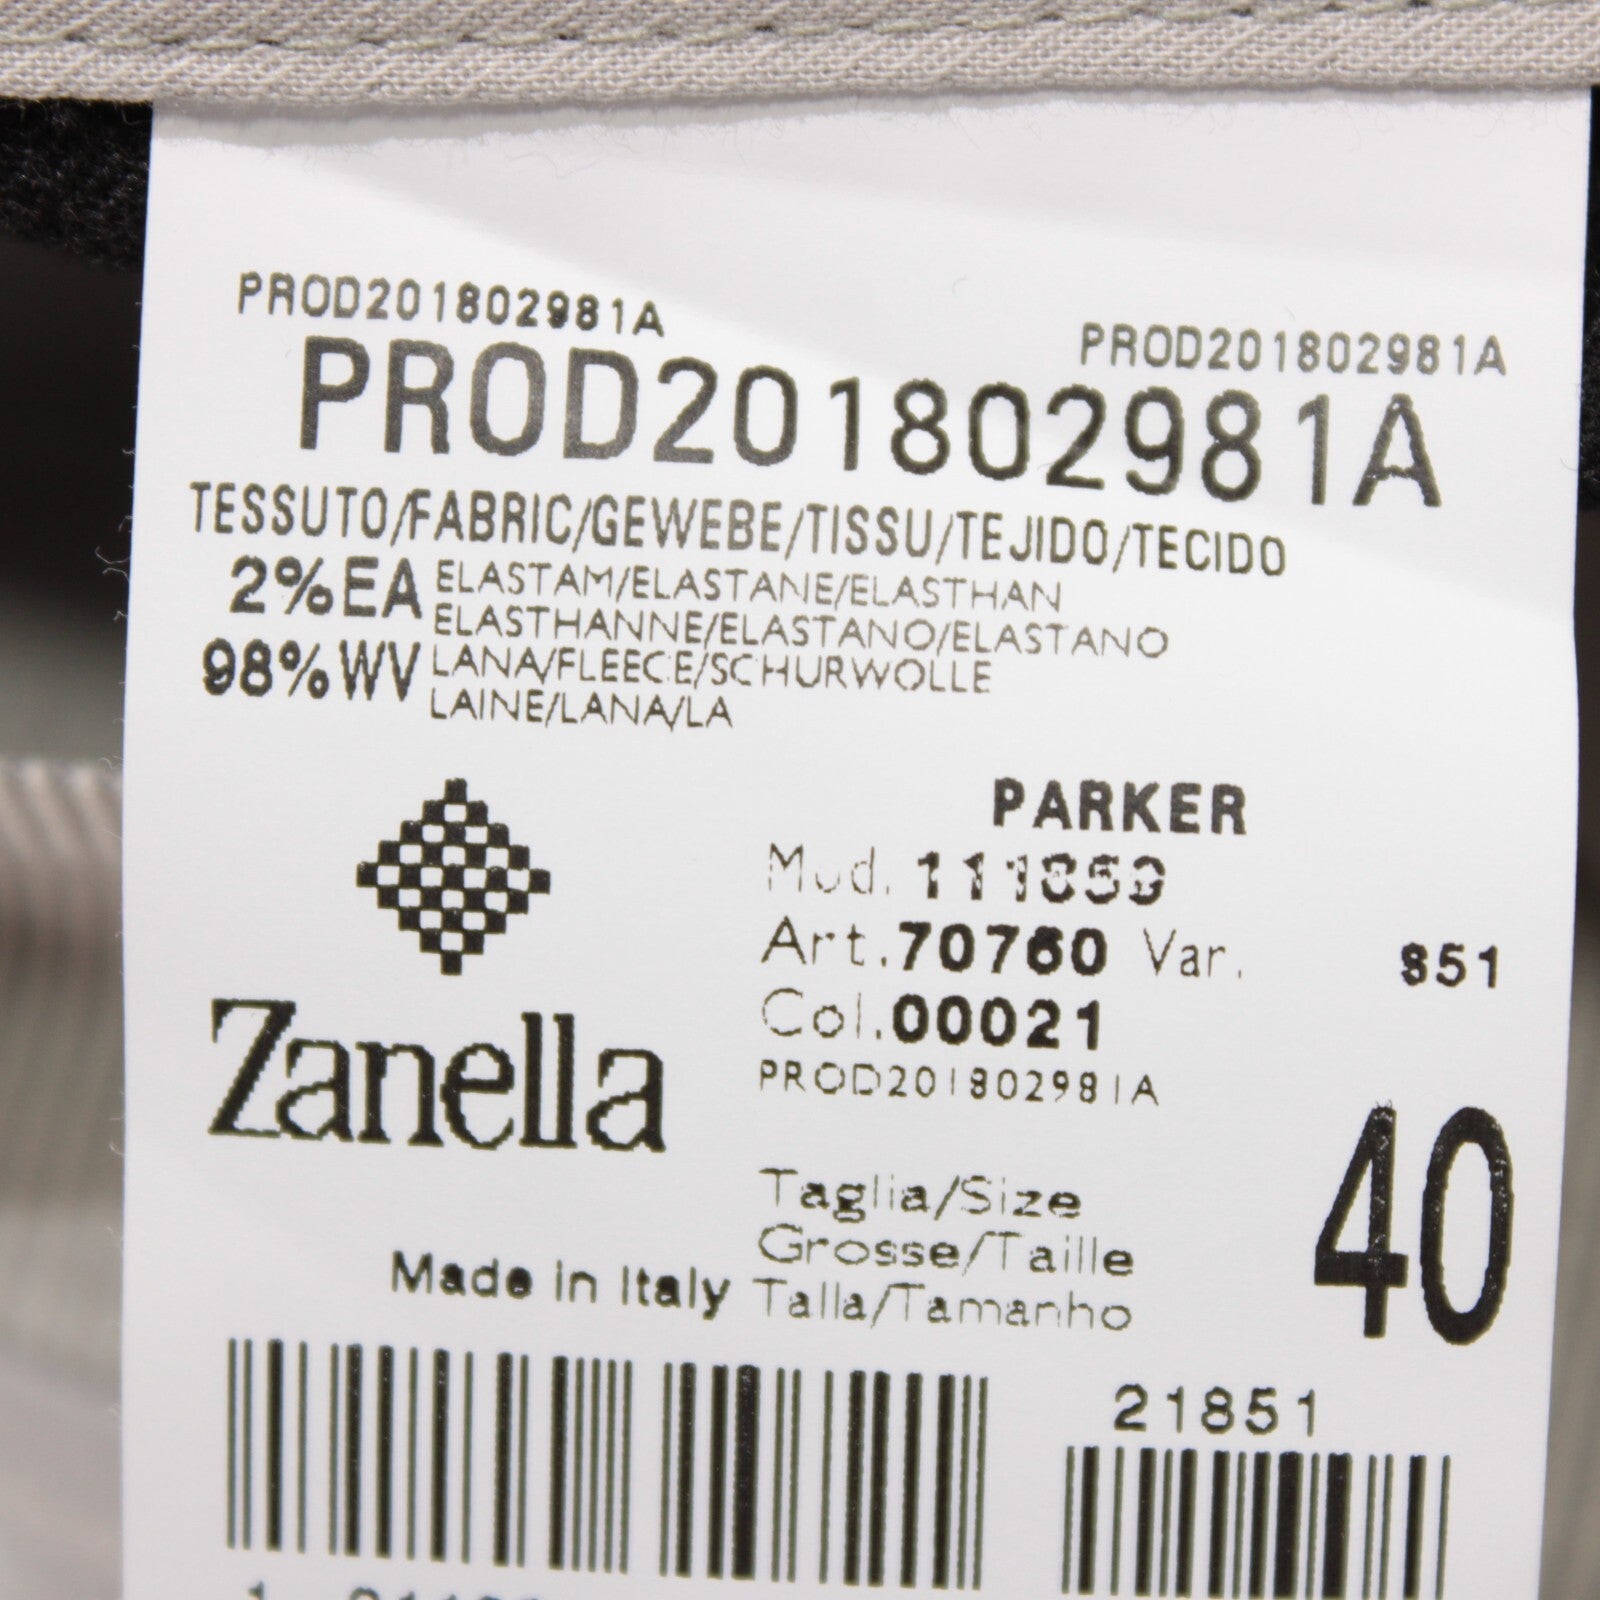 PROD201802981A
PROD201802981A
PROD201802981A
TESSUTO/FABRIC/GEWEBE/TISSU/TEJIDO/TECIDO
2%EA ELASTAM/ELASTANE/ELASTHAN
ELASTHANNE/ELASTANO/ELASTANO
98%WV LANA/FLEECE/SCHURWOLLE
LAINE/LANA/LA
PARKER
Mod. 111859
Art.70760 Var. 851
Col.00021
PROD201802981A
Zanella
Taglia/Size
Grosse/Taille
Talla/Tamanho
40
Made in Italy
21851